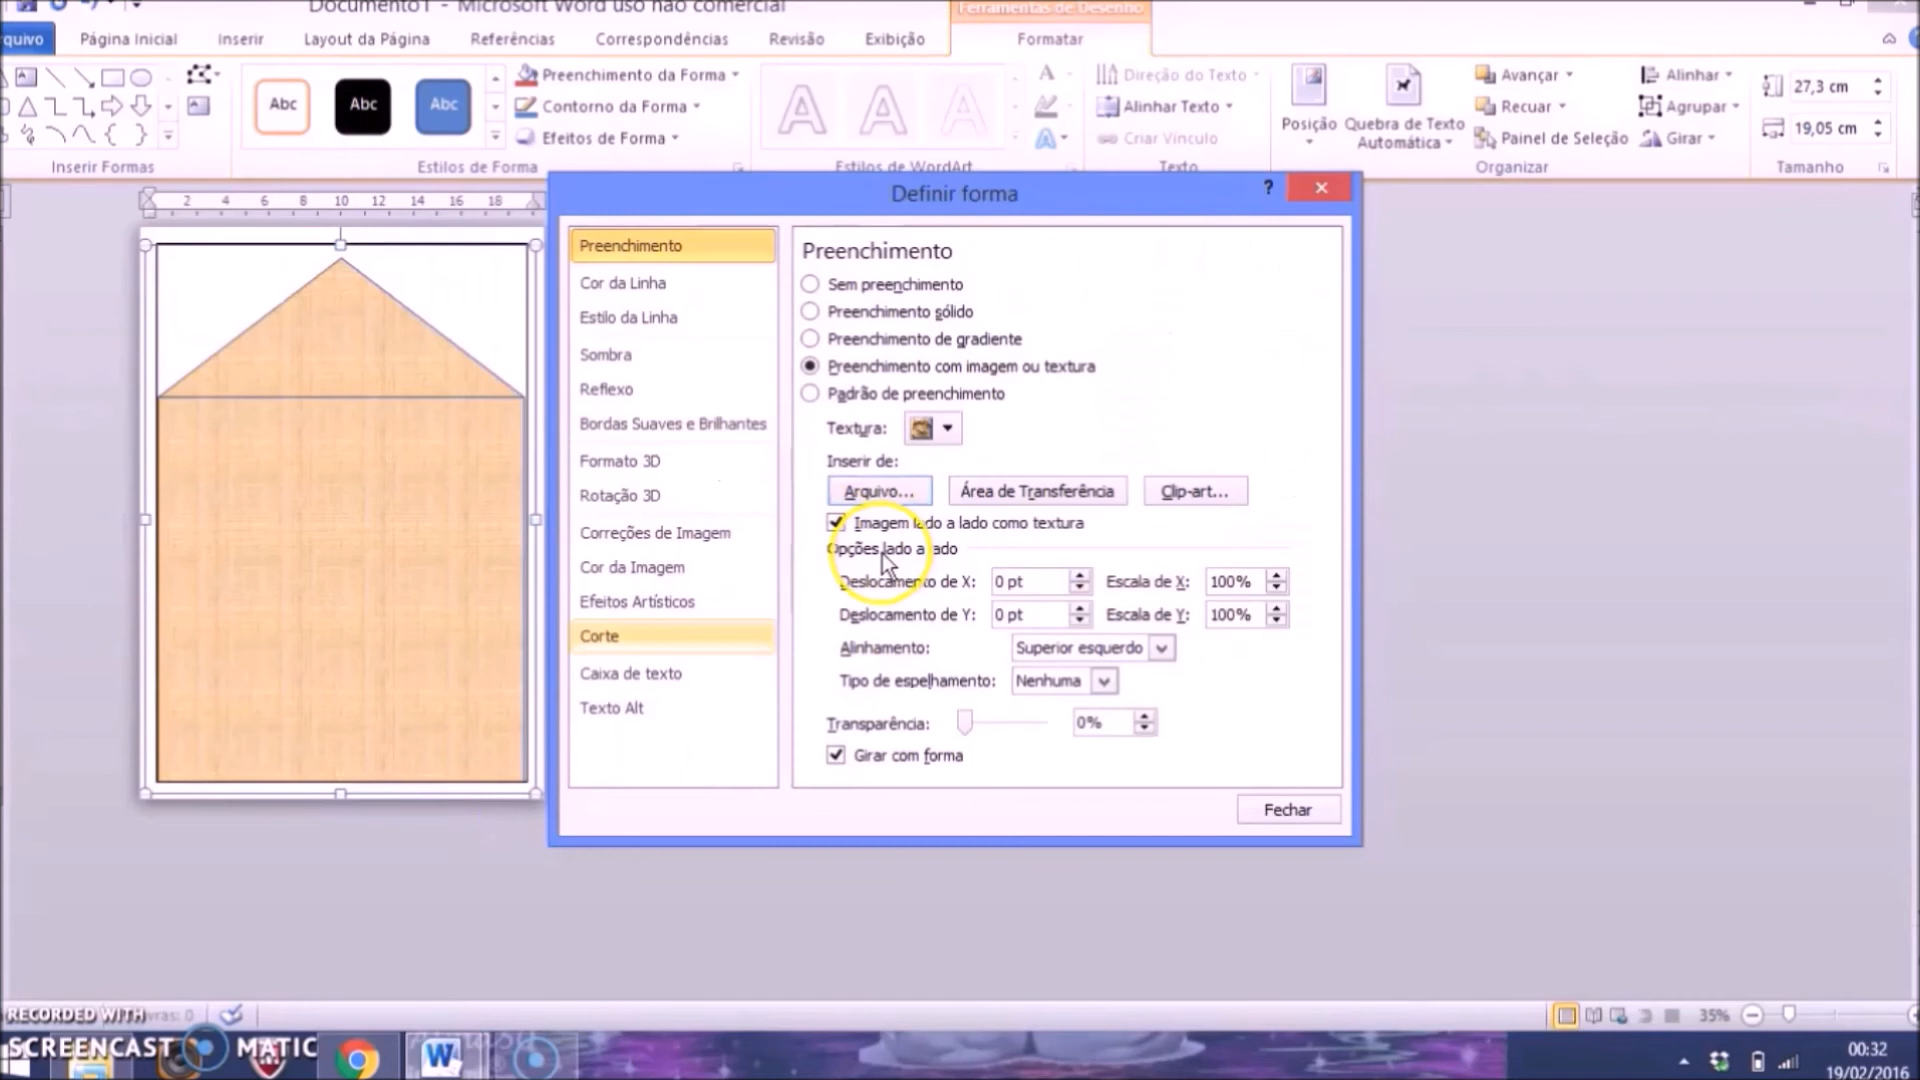 Documento1 - Microsoft Word uso não comercial
Ferramentas de Desenho
rquivo Página Inicial Inserir Layout da Página Referências Correspondências Revisão Exibição Formatar
Abc Abc Abc
Preenchimento da Forma
Contorno da Forma
Efeitos de Forma
Direção do Texto
Alinhar Texto
Criar Vínculo
Posição
Quebra de Texto
Automática
Avançar
Recuar
Painel de Seleção
Alinhar
Agrupar
Girar
27,3 cm
19,05 cm
Inserir Formas Estilos de Forma Estilos de WordArt Texto Organizar Tamanho
2 4 6 8 10 12 14 16 18
Definir forma
?
Preenchimento
Cor da Linha
Estilo da Linha
Sombra
Reflexo
Bordas Suaves e Brilhantes
Formato 3D
Rotação 3D
Correções de Imagem
Cor da Imagem
Efeitos Artísticos
Corte
Caixa de texto
Texto Alt
Preenchimento
Sem preenchimento
Preenchimento sólido
Preenchimento de gradiente
Preenchimento com imagem ou textura
Padrão de preenchimento
Textura:
Inserir de:
Arquivo... Área de Transferência Clip-art...
Imagem lado a lado como textura
Opções lado a lado
Deslocamento de X: 0 pt Escala de X: 100%
Deslocamento de Y: 0 pt Escala de Y: 100%
Alinhamento: Superior esquerdo
Tipo de espelhamento: Nenhuma
Transparência: 0%
Girar com forma
Fechar
RECORDED WITH vras: 0
35%
SCREENCAST MATIC
00:32
19/02/2016